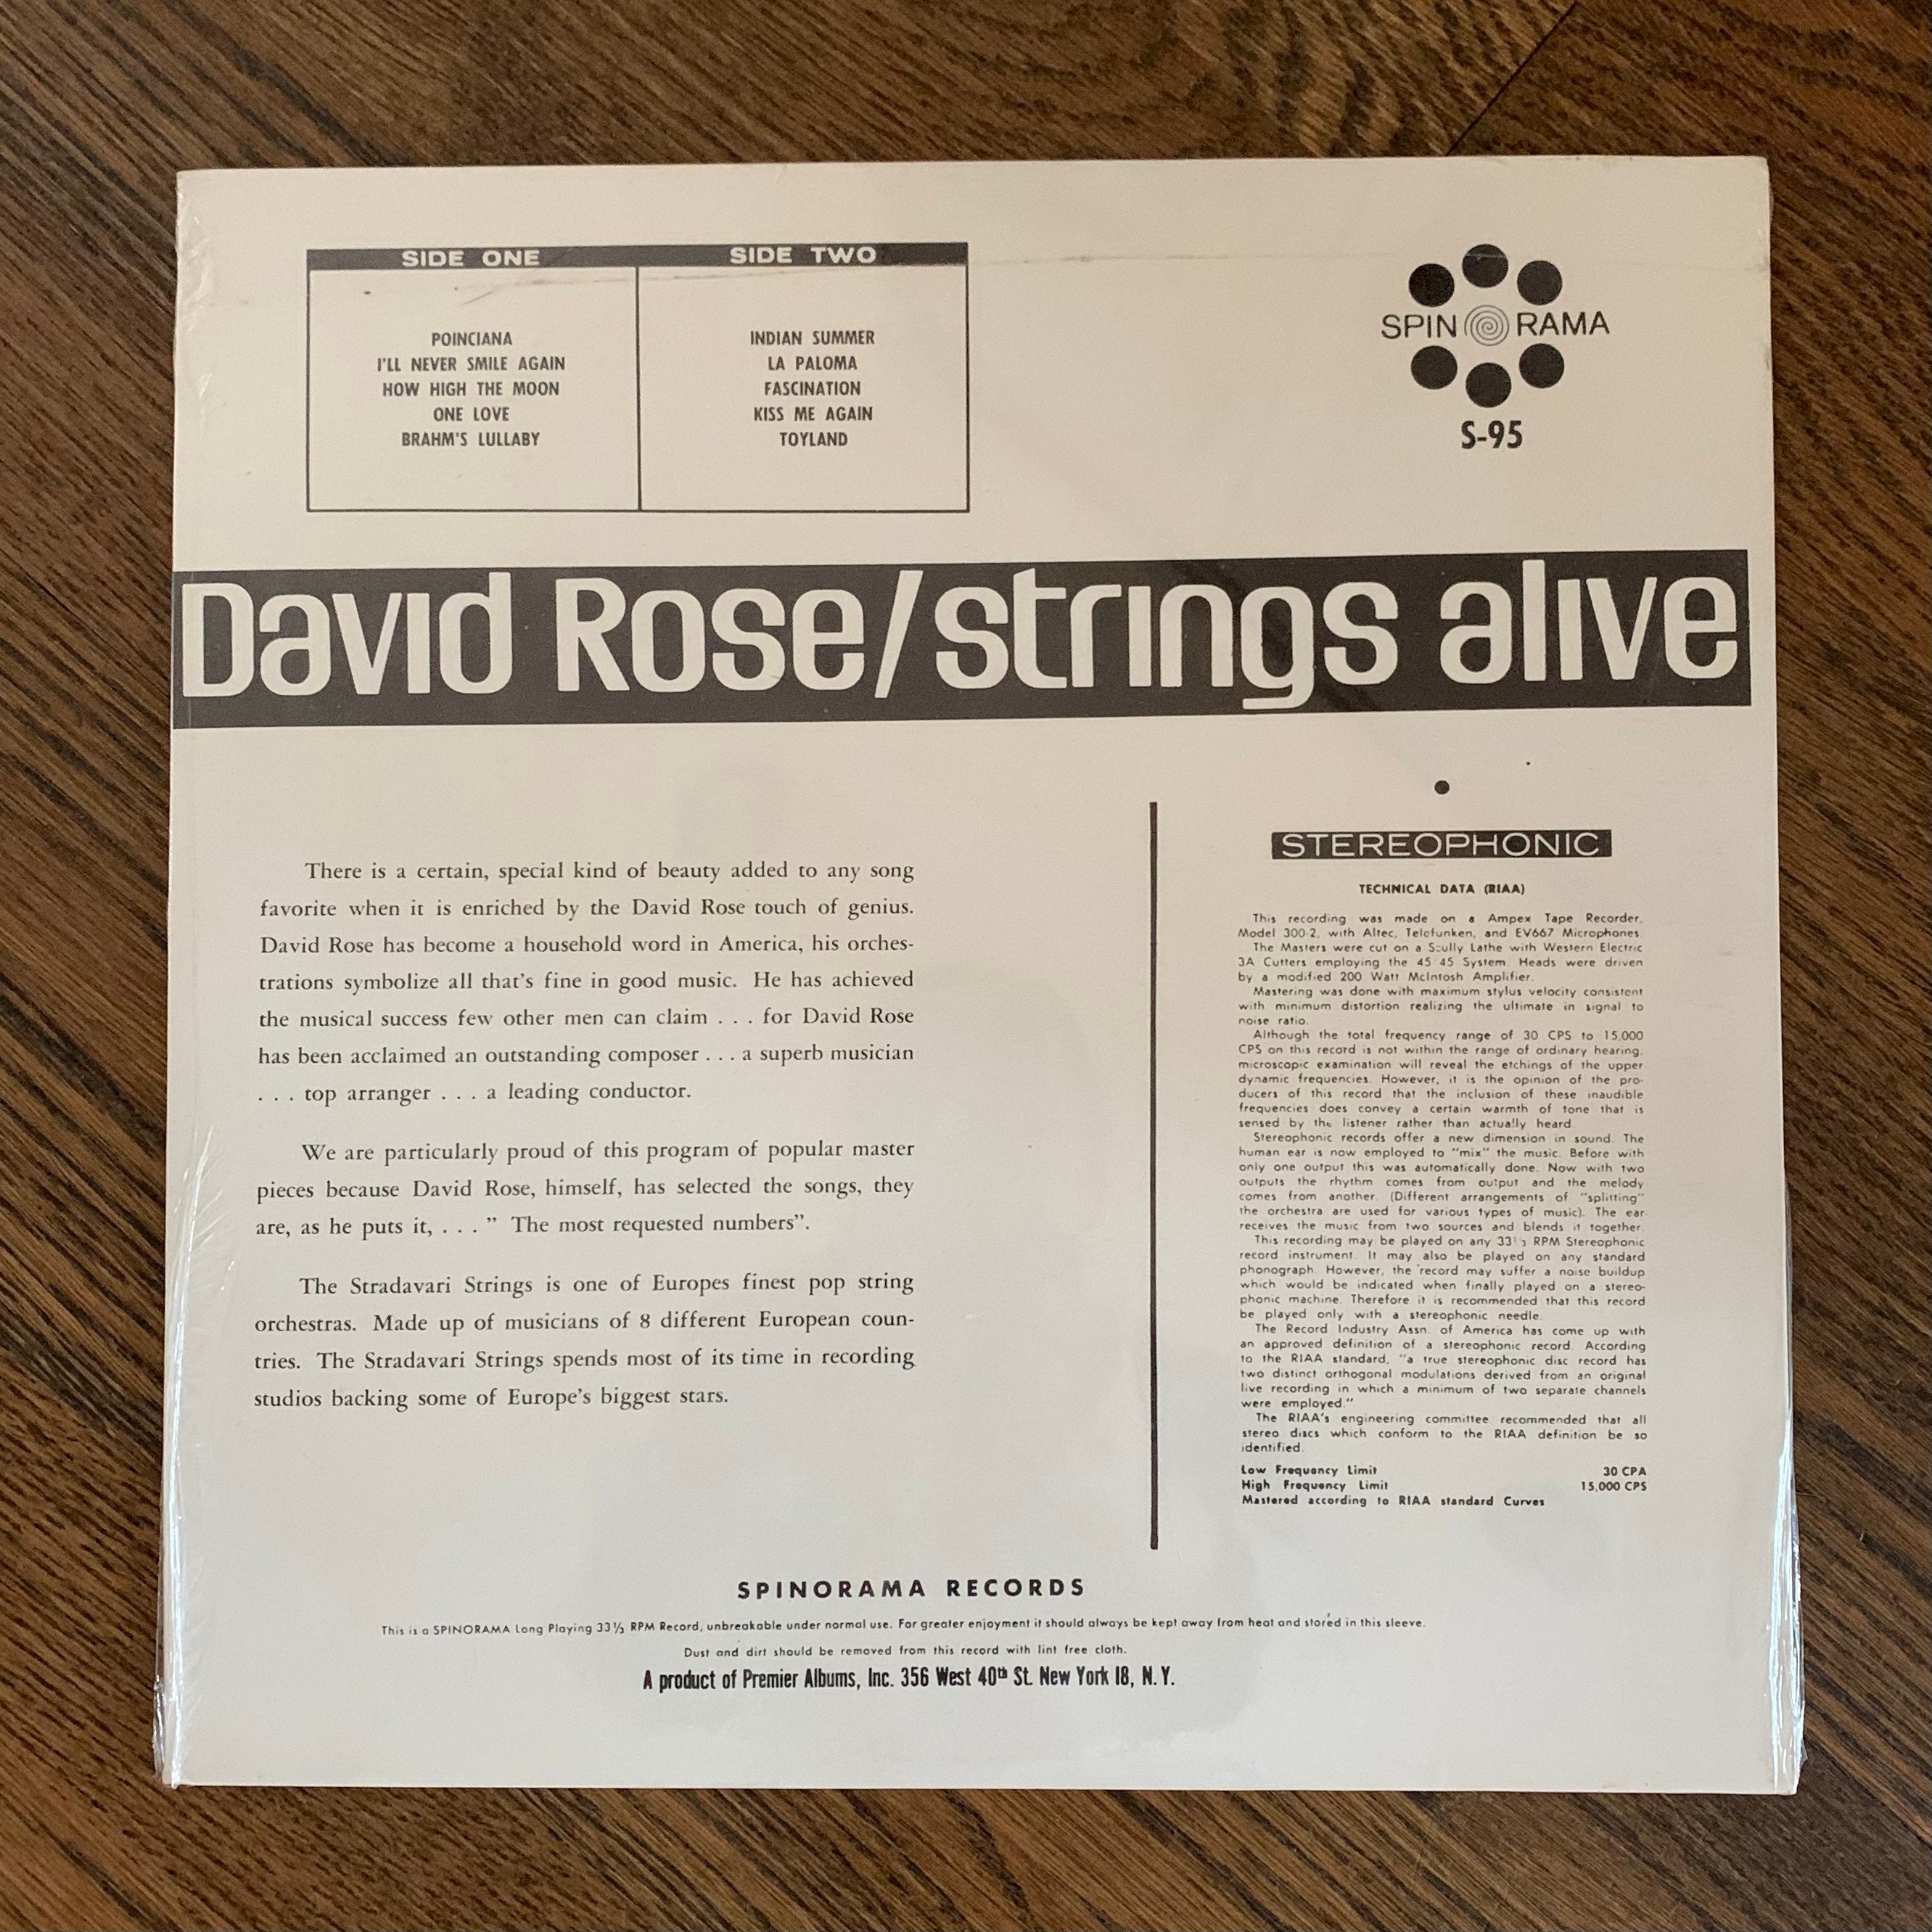 SIDE ONE
POINCIANA
I'LL NEVER SMILE AGAIN
HOW HIGH THE MOON
ONE LOVE
BRAHM'S LULLABY
SIDE TWO
INDIAN SUMMER
LA PALOMA
FASCINATION
KISS ME AGAIN
TOYLAND
SPIN RAMA
S-95
David Rose/strings alive
There is a certain, special kind of beauty added to any song
favorite when it is enriched by the David Rose touch of genius.
David Rose has become a household word in America, his orches-
trations symbolize all that's fine in good music. He has achieved
the musical success few other men can claim . . . for David Rose
has been acclaimed an outstanding composer . . . a superb musician
. . . top arranger . . . a leading conductor.
We are particularly proud of this program of popular master
pieces because David Rose, himself, has selected the songs, they
are, as he puts it, . . . ” The most requested numbers”.
The Stradavari Strings is one of Europes finest pop string
orchestras. Made up of musicians of 8 different European coun-
tries. The Stradavari Strings spends most of its time in recording
studios backing some of Europe's biggest stars.
STEREOPHONIC
TECHNICAL DATA (RIAA)
This recording was made on a Ampex Tape Recorder,
Model 300-2, with Altec, Telefunken, and EV667 Microphones.
The Masters were cut on a Scully Lathe with Western Electric
3A Cutters employing the 45 45 System. Heads were driven
by a modified 200 Watt McIntosh Amplifier.
Mastering was done with maximum stylus velocity consistent
with minimum distortion realizing the ultimate in signal to
noise ratio.
Although the total frequency range of 30 CPS to 15,000
CPS on this record is not within the range of ordinary hearing,
microscopic examination will reveal the etchings of the upper
dynamic frequencies. However, it is the opinion of the pro-
ducers of this record that the inclusion of these inaudible
frequencies does convey a certain warmth of tone that is
sensed by the listener rather than actually heard.
Stereophonic records offer a new dimension in sound. The
human ear is now employed to "mix" the music. Before with
only one output this was automatically done. Now with two
outputs the rhythm comes from output and the melody
comes from another. (Different arrangements of "splitting"
the orchestra are used for various types of music). The ear
receives the music from two sources and blends it together.
This recording may be played on any 33⅓ RPM Stereophonic
record instrument. It may also be played on any standard
phonograph. However, the record may suffer a noise buildup
which would be indicated when finally played on a stereo-
phonic machine. Therefore it is recommended that this record
be played only with a stereophonic needle.
The Record Industry Assn. of America has come up with
an approved definition of a stereophonic record. According
to the RIAA standard, "a true stereophonic disc record has
two distinct orthogonal modulations derived from an original
live recording in which a minimum of two separate channels
were employed."
The RIAA's engineering committee recommended that all
stereo discs which conform to the RIAA definition be so
identified.
Low Frequency Limit 30 CPA
High Frequency Limit 15,000 CPS
Mastered according to RIAA standard Curves
SPINORAMA RECORDS
This is a SPINORAMA Long Playing 33⅓ RPM Record, unbreakable under normal use. For greater enjoyment it should always be kept away from heat and stored in this sleeve.
Dust and dirt should be removed from this record with lint free cloth.
A product of Premier Albums, Inc. 356 West 40th St. New York 18, N.Y.